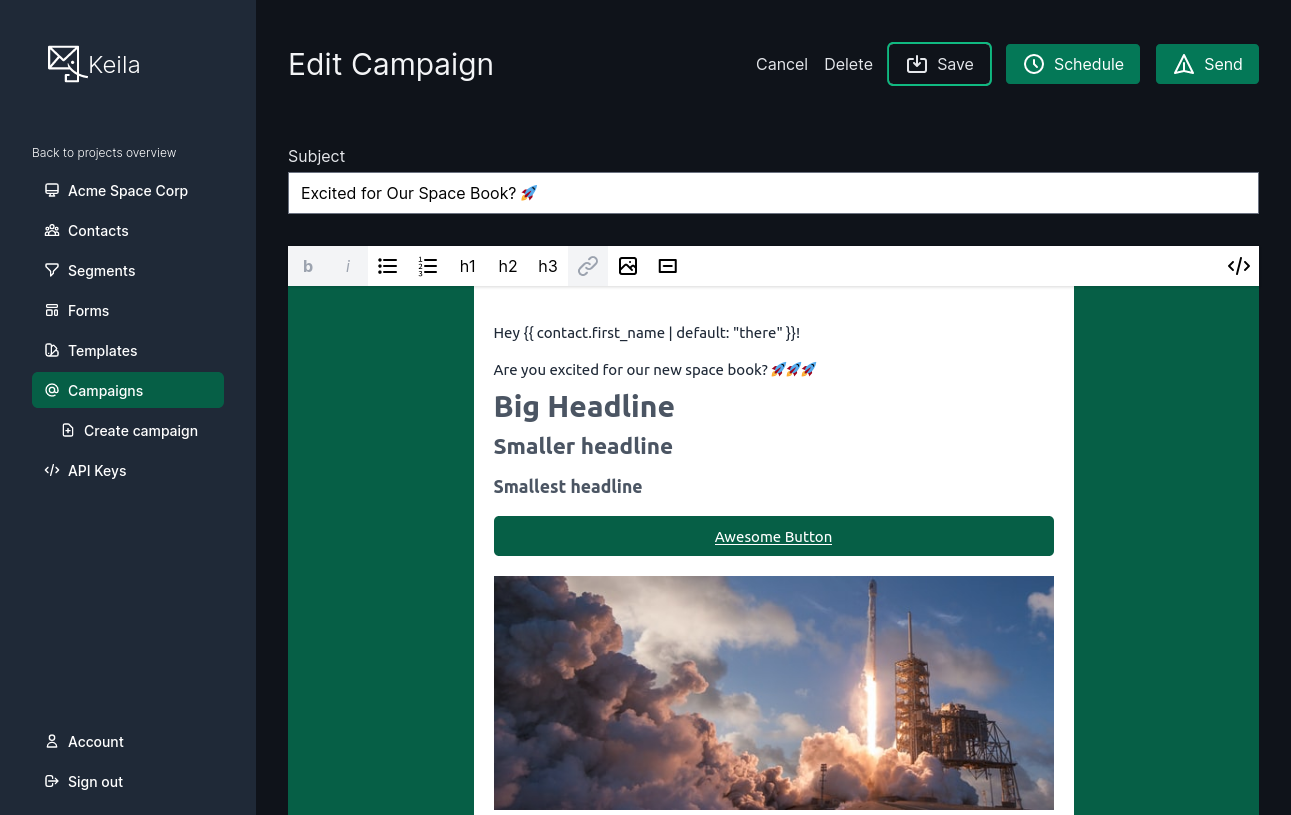 Keila
Back to projects overview
Acme Space Corp
Contacts
Segments
Forms
Templates
Campaigns
Create campaign
API Keys
Account
Sign out
Edit Campaign
Cancel Delete Save Schedule Send
Subject
Excited for Our Space Book? 🚀
b i h1 h2 h3
Hey {{ contact.first_name | default: "there" }}!
Are you excited for our new space book? 🚀🚀🚀
Big Headline
Smaller headline
Smallest headline
Awesome Button